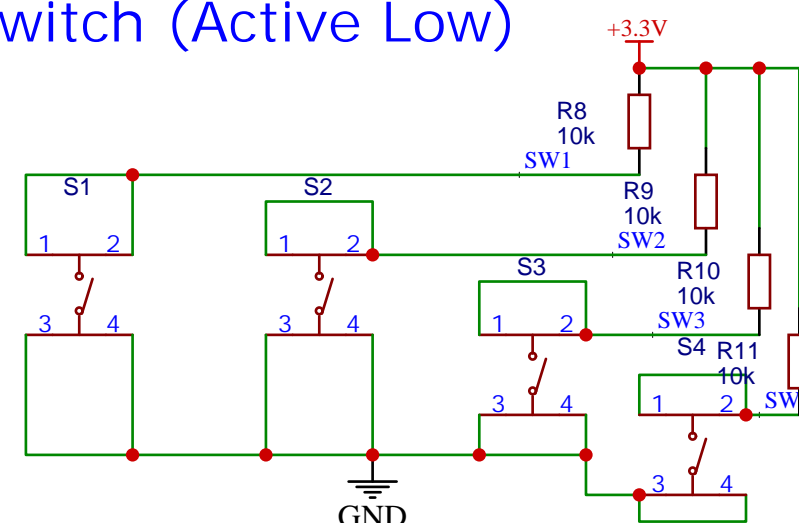 witch (Active Low)
+3.3V
R8
10k
SW1
S1
S2
R9
10k
1 2
1 2
SW2
S3
R10
10k
1 2
SW3
3 4
3 4
S4
R11
10k
1 2
SW
3 4
3 4
GND